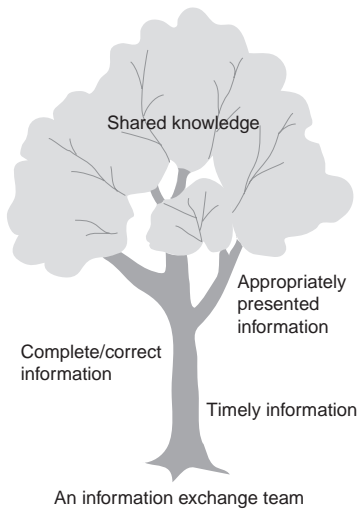 Shared knowledge
Appropriately
presented
information
Complete/correct
information
Timely information
An information exchange team